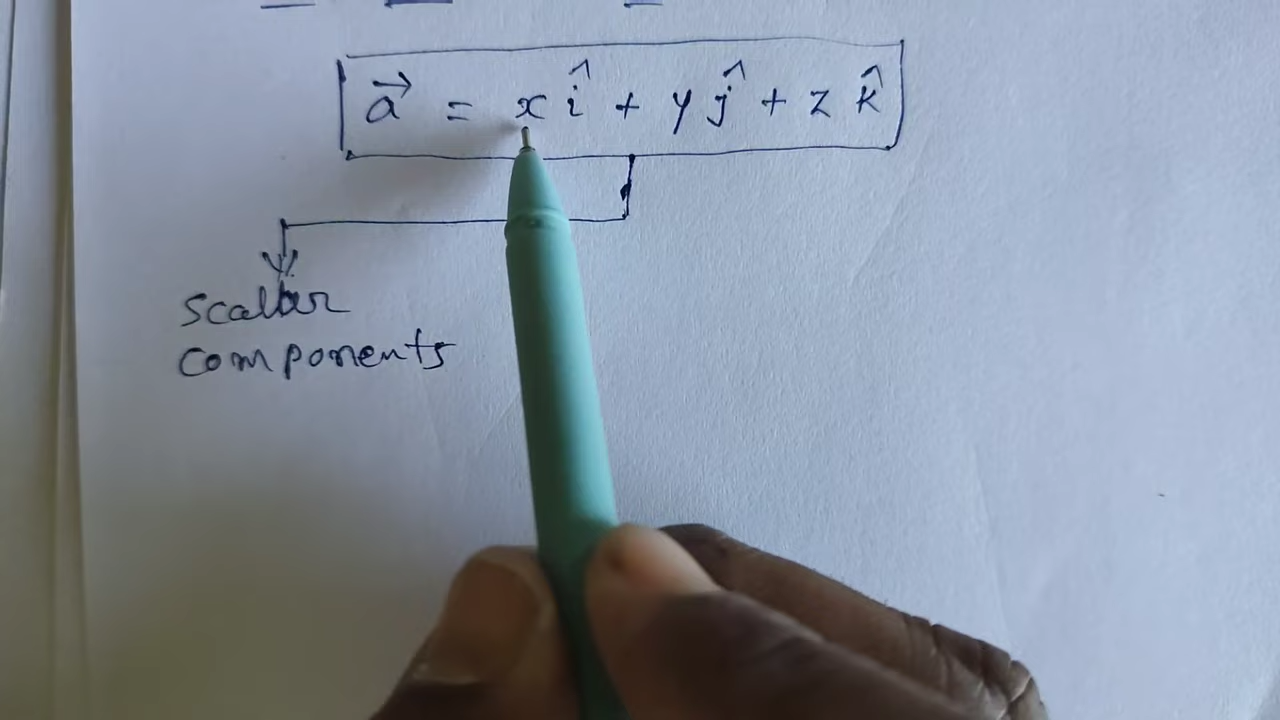 a⃗ = x î + y ĵ + z k̂
scalar
components